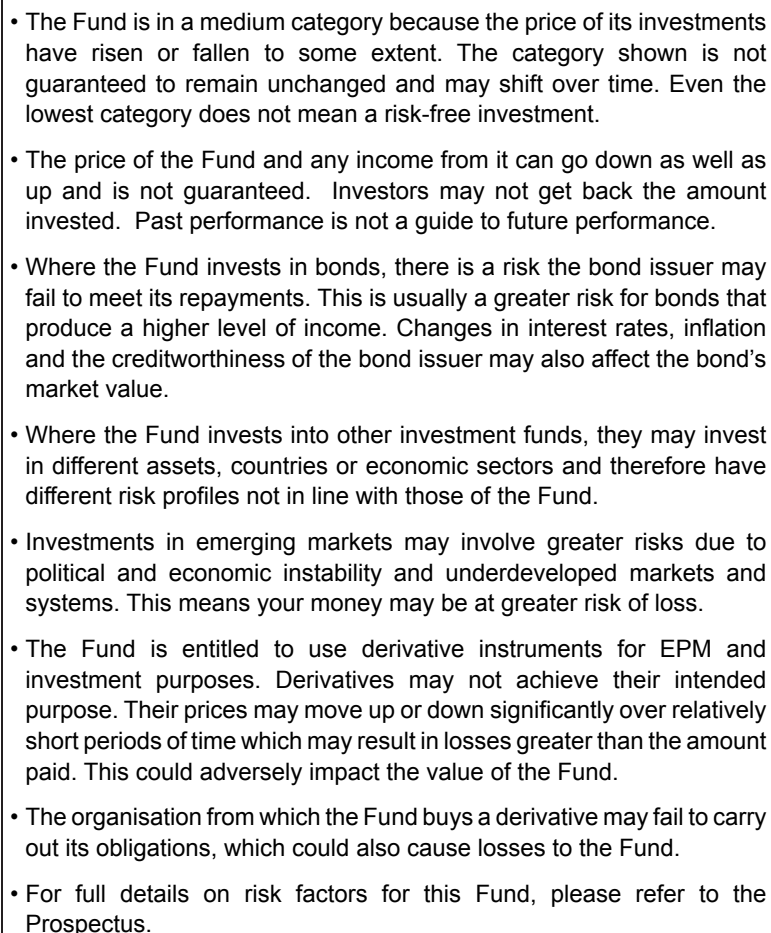 • The Fund is in a medium category because the price of its investments
have risen or fallen to some extent. The category shown is not
guaranteed to remain unchanged and may shift over time. Even the
lowest category does not mean a risk-free investment.
• The price of the Fund and any income from it can go down as well as
up and is not guaranteed.  Investors may not get back the amount
invested.  Past performance is not a guide to future performance.
• Where the Fund invests in bonds, there is a risk the bond issuer may
fail to meet its repayments. This is usually a greater risk for bonds that
produce a higher level of income. Changes in interest rates, inflation
and the creditworthiness of the bond issuer may also affect the bond's
market value.
• Where the Fund invests into other investment funds, they may invest
in different assets, countries or economic sectors and therefore have
different risk profiles not in line with those of the Fund.
• Investments in emerging markets may involve greater risks due to
political and economic instability and underdeveloped markets and
systems. This means your money may be at greater risk of loss.
• The Fund is entitled to use derivative instruments for EPM and
investment purposes. Derivatives may not achieve their intended
purpose. Their prices may move up or down significantly over relatively
short periods of time which may result in losses greater than the amount
paid. This could adversely impact the value of the Fund.
• The organisation from which the Fund buys a derivative may fail to carry
out its obligations, which could also cause losses to the Fund.
• For full details on risk factors for this Fund, please refer to the
Prospectus.